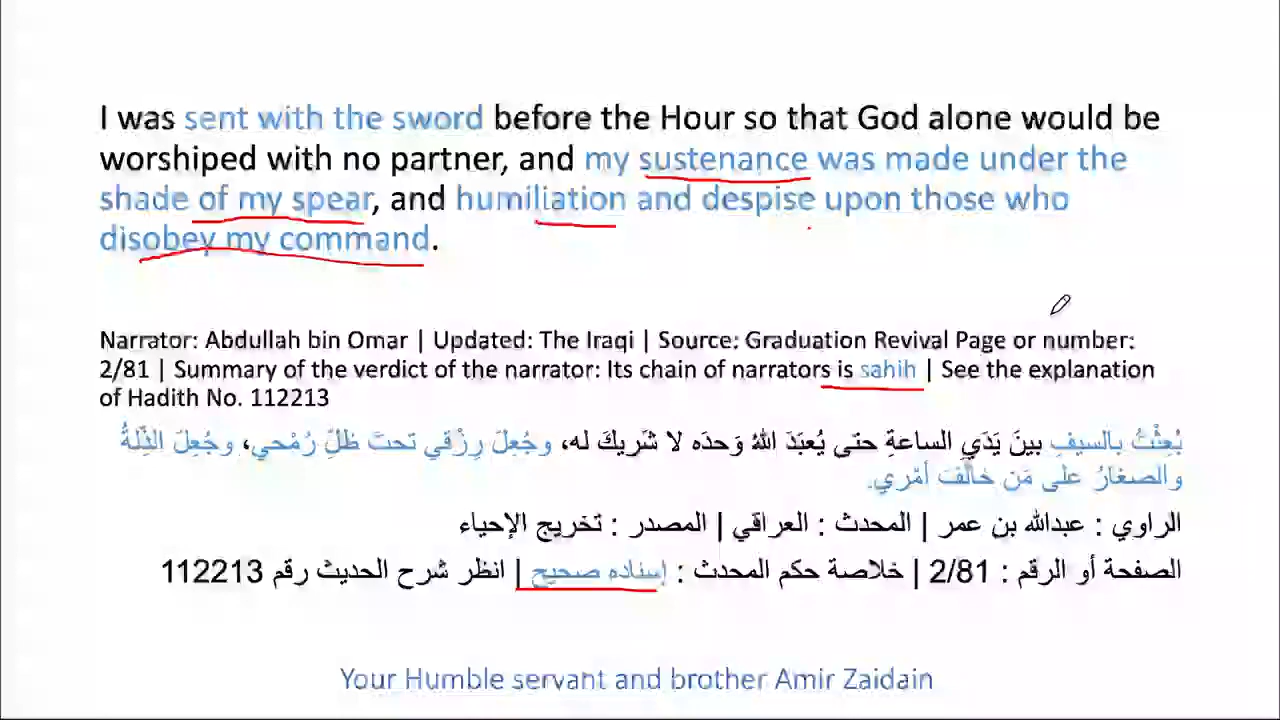 I was sent with the sword before the Hour so that God alone would be
worshiped with no partner, and my sustenance was made under the
shade of my spear, and humiliation and despise upon those who
disobey my command.
Narrator: Abdullah bin Omar | Updated: The Iraqi | Source: Graduation Revival Page or number:
2/81 | Summary of the verdict of the narrator: Its chain of narrators is sahih | See the explanation
of Hadith No. 112213
بُعِثْتُ بالسيفِ بينَ يَدَيِ الساعةِ حتى يُعبَدَ اللهُ وَحدَه لا شَريكَ له، وجُعِلَ رِزْقي تحتَ ظلِّ رُمْحي، وجُعِلَ الذِّلةُ
والصغارُ على مَن خالَفَ أمْري.
الراوي : عبدالله بن عمر | المحدث : العراقي | المصدر : تخريج الإحياء
الصفحة أو الرقم : 2/81 | خلاصة حكم المحدث : إسناده صحيح | انظر شرح الحديث رقم 112213
Your Humble servant and brother Amir Zaidain